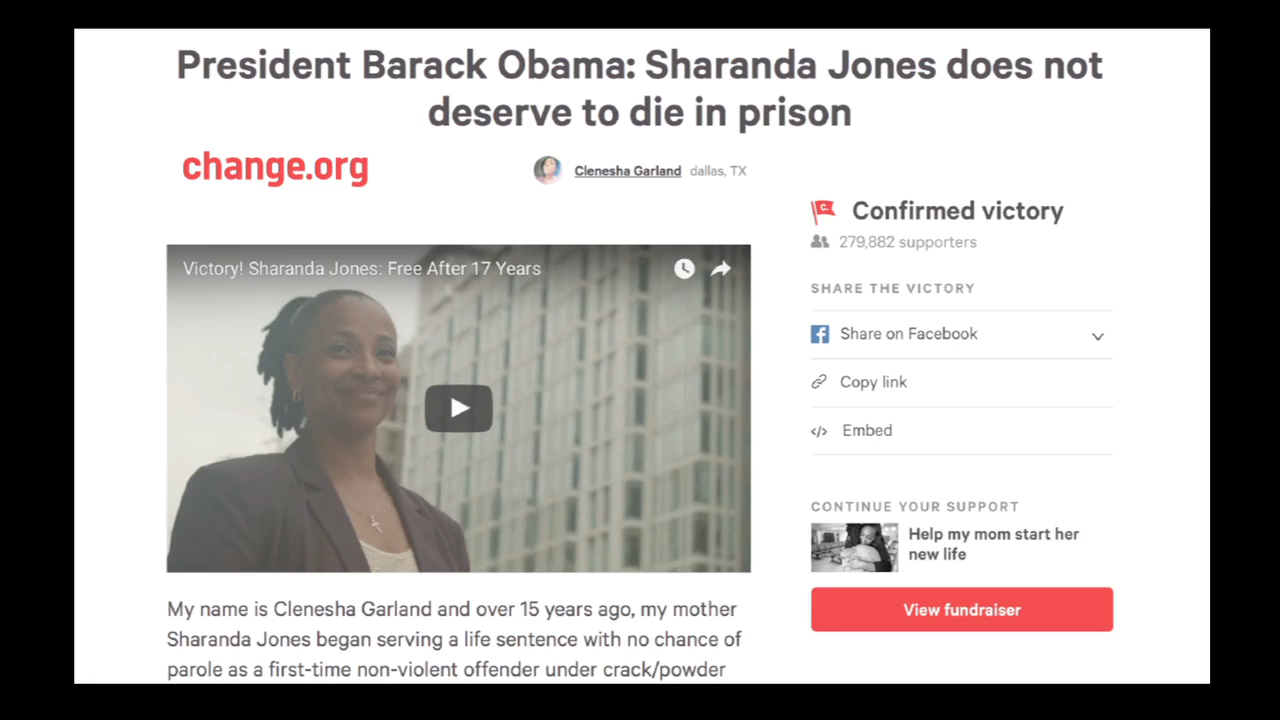 President Barack Obama: Sharanda Jones does not
deserve to die in prison
change.org
Clenesha Garland dallas, TX
Confirmed victory
279,882 supporters
Victory! Sharanda Jones: Free After 17 Years
SHARE THE VICTORY
Share on Facebook
Copy link
Embed
CONTINUE YOUR SUPPORT
Help my mom start her
new life
View fundraiser
My name is Clenesha Garland and over 15 years ago, my mother
Sharanda Jones began serving a life sentence with no chance of
parole as a first-time non-violent offender under crack/powder